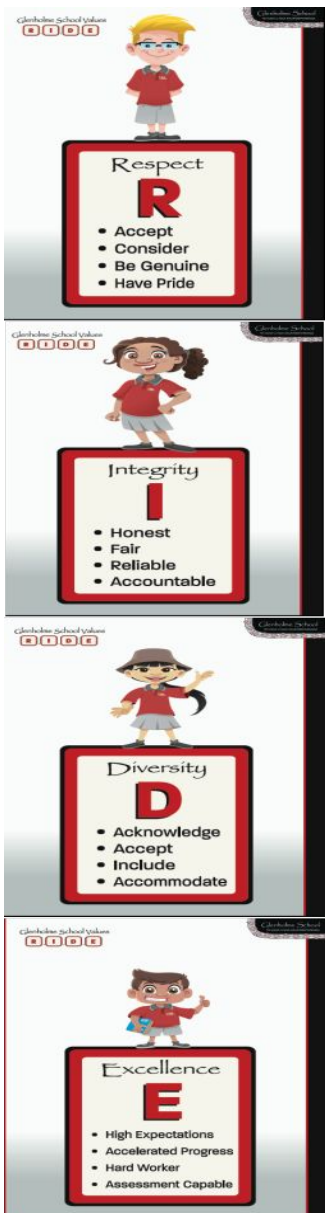 Glenholme School Values
R I D E
Glenholme School
Respect
R
• Accept
• Consider
• Be Genuine
• Have Pride
Glenholme School Values
R I D E
Glenholme School
Integrity
I
• Honest
• Fair
• Reliable
• Accountable
Glenholme School Values
R I D E
Glenholme School
Diversity
D
• Acknowledge
• Accept
• Include
• Accommodate
Glenholme School Values
R I D E
Glenholme School
Excellence
E
• High Expectations
• Accelerated Progress
• Hard Worker
• Assessment Capable